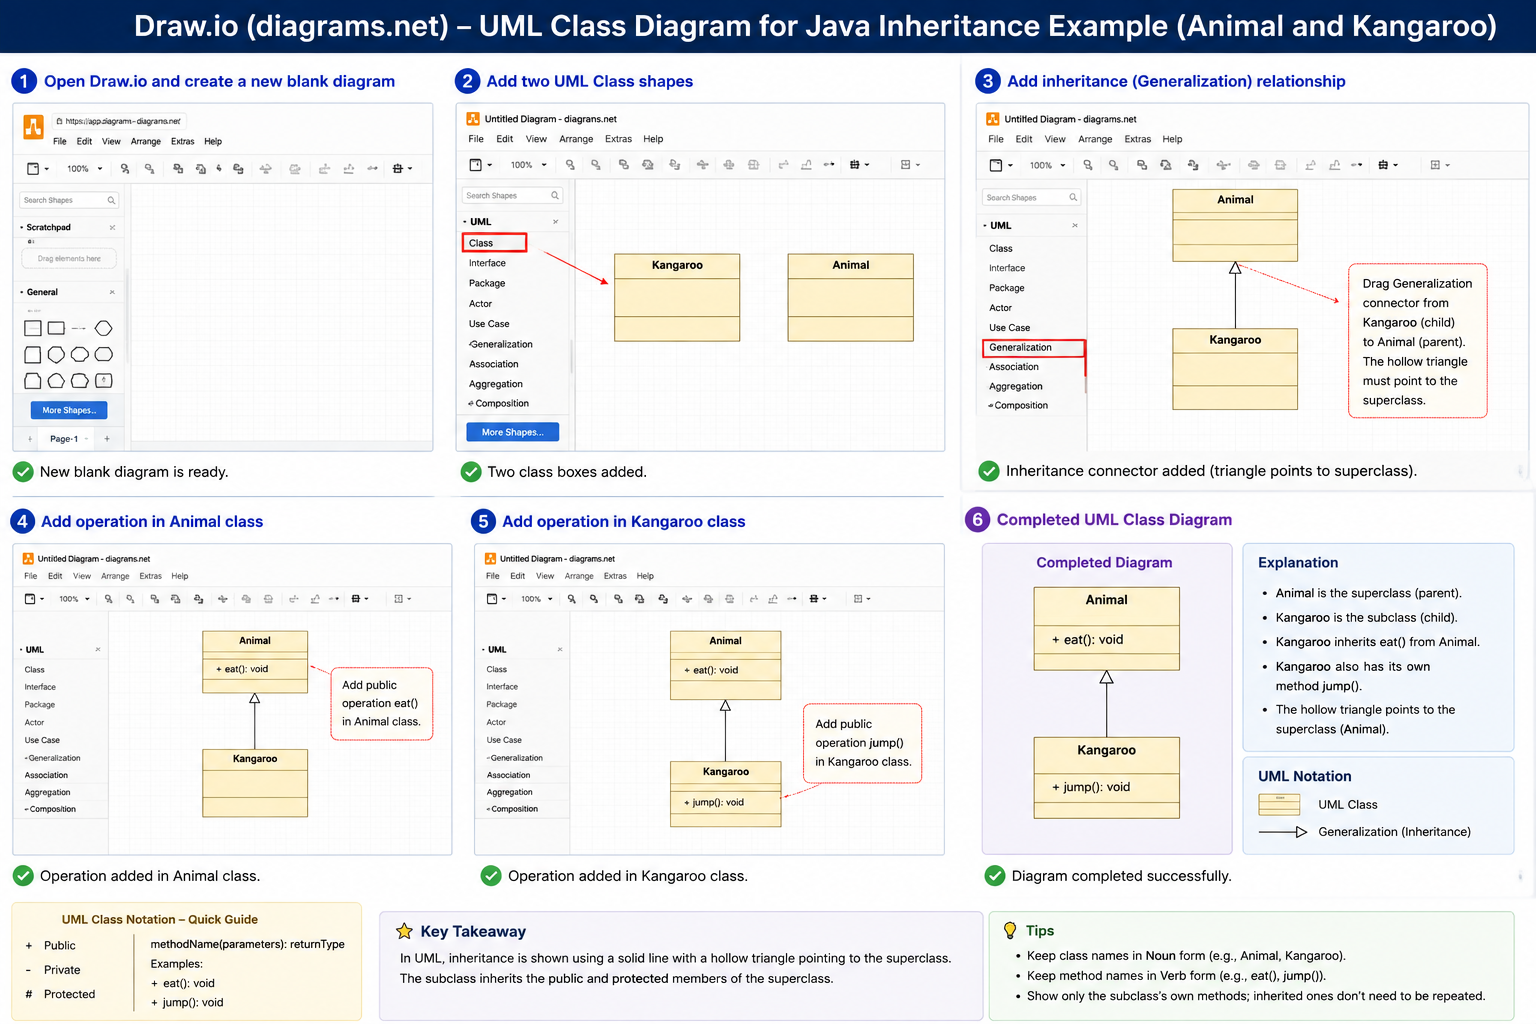 Draw.io (diagrams.net) – UML Class Diagram for Java Inheritance Example (Animal and Kangaroo)
1 Open Draw.io and create a new blank diagram
https://app.diagram-diagrams.net/
File Edit View Arrange Extras Help
100%
Search Shapes
Scratchpad
Drag elements here
General
More Shapes...
+ Page-1 +
New blank diagram is ready.
2 Add two UML Class shapes
Untitled Diagram - diagrans.net
File Edit View Arrange Extras Help
100%
Search Shapes
UML
Class
Interface
Package
Actor
Use Case
Generalization
Association
Aggregation
Composition
More Shapes...
Kangaroo
Animal
Two class boxes added.
3 Add inheritance (Generalization) relationship
Untitled Diagram - diagrams.net
File Edit View Arrange Extras Help
100%
Search Shapes
UML
Class
Interface
Package
Actor
Use Case
Generalization
Association
Aggregation
Composition
Animal
Kangaroo
Drag Generalization
connector from
Kangaroo (child)
to Animal (parent).
The hollow triangle
must point to the
superclass.
Inheritance connector added (triangle points to superclass).
4 Add operation in Animal class
Untitled Diagram - diagrams.net
File Edit View Arrange Extras Help
100%
UML
Class
Interface
Package
Actor
Use Case
Generalization
Association
Aggregation
Composition
Animal
+ eat(): void
Kangaroo
Add public
operation eat()
in Animal class.
Operation added in Animal class.
5 Add operation in Kangaroo class
Untitled Diagram - diagrams.net
File Edit View Arrange Extras Help
100%
UML
Class
Interface
Package
Actor
Use Case
Generalization
Association
Aggregation
Composition
Animal
+ eat(): void
Kangaroo
+ jump(): void
Add public
operation jump()
in Kangaroo class.
Operation added in Kangaroo class.
6 Completed UML Class Diagram
Completed Diagram
Animal
+ eat(): void
Kangaroo
+ jump(): void
Explanation
• Animal is the superclass (parent).
• Kangaroo is the subclass (child).
• Kangaroo inherits eat() from Animal.
• Kangaroo also has its own
method jump().
• The hollow triangle points to the
superclass (Animal).
UML Notation
UML Class
Generalization (Inheritance)
Diagram completed successfully.
UML Class Notation – Quick Guide
+ Public
- Private
# Protected
methodName(parameters): returnType
Examples:
+ eat(): void
+ jump(): void
Key Takeaway
In UML, inheritance is shown using a solid line with a hollow triangle pointing to the superclass.
The subclass inherits the public and protected members of the superclass.
Tips
• Keep class names in Noun form (e.g., Animal, Kangaroo).
• Keep method names in Verb form (e.g., eat(), jump()).
• Show only the subclass's own methods; inherited ones don't need to be repeated.